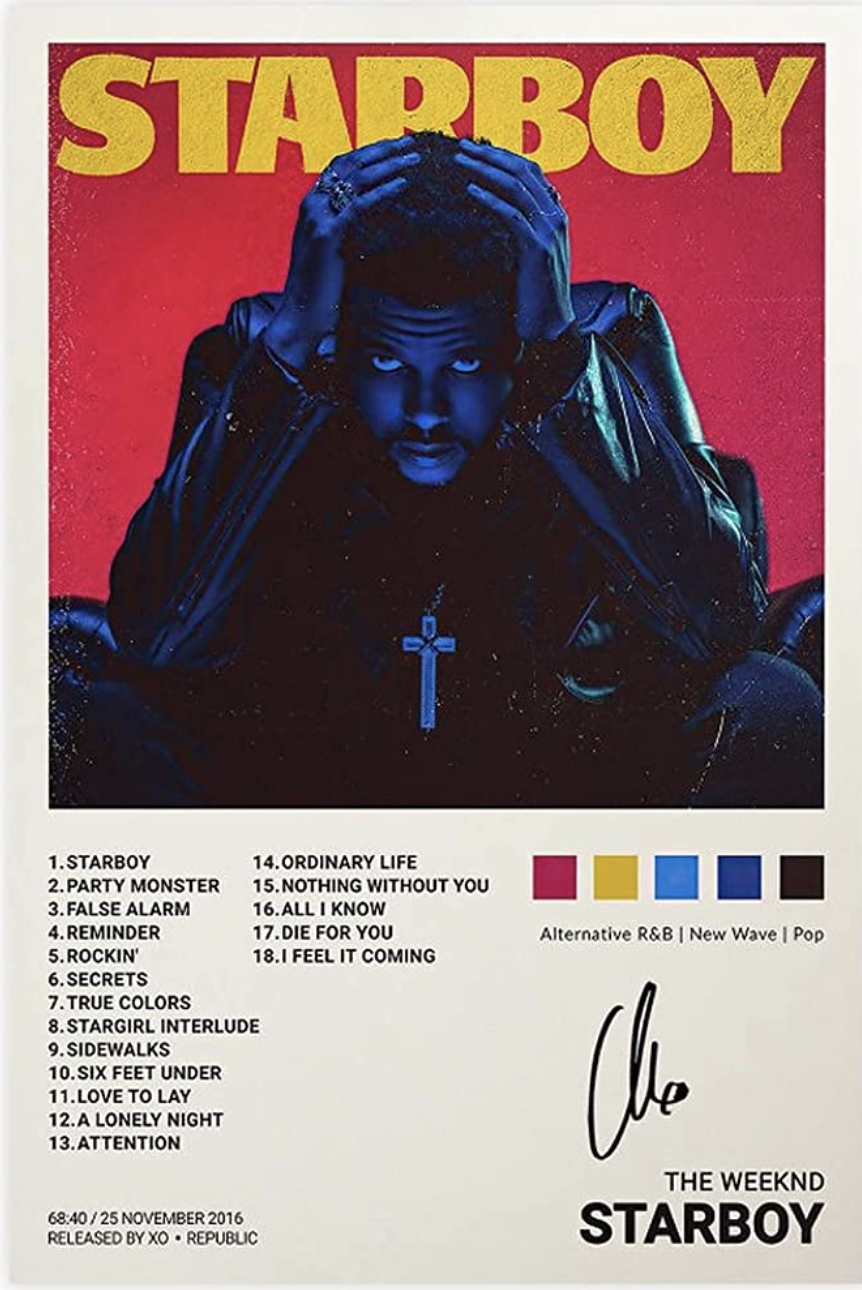 STARBOY
1.STARBOY
2.PARTY MONSTER
3.FALSE ALARM
4.REMINDER
5.ROCKIN'
6.SECRETS
7.TRUE COLORS
8.STARGIRL INTERLUDE
9.SIDEWALKS
10.SIX FEET UNDER
11.LOVE TO LAY
12.A LONELY NIGHT
13.ATTENTION
14.ORDINARY LIFE
15.NOTHING WITHOUT YOU
16.ALL I KNOW
17.DIE FOR YOU
18.I FEEL IT COMING
Alternative R&B | New Wave | Pop
68:40 / 25 NOVEMBER 2016
RELEASED BY XO • REPUBLIC
THE WEEKND
STARBOY